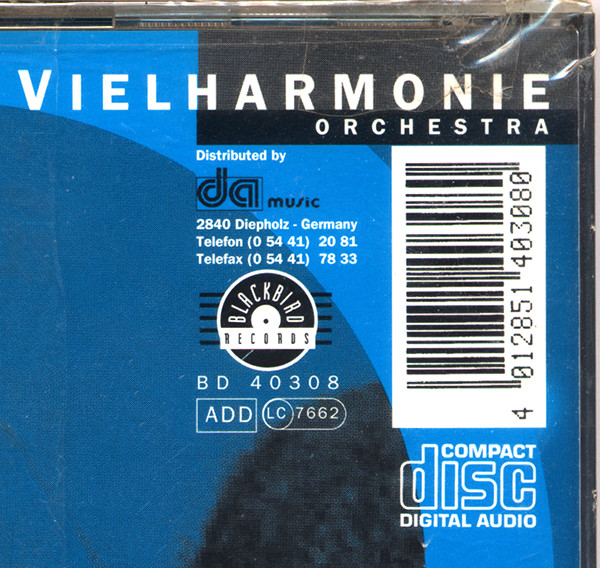 VIELHARMONIE
ORCHESTRA
Distributed by
da music
2840 Diepholz - Germany
Telefon (0 54 41) 20 81
Telefax (0 54 41) 78 33
BLACKBIRD
RECORDS
BD 40308
ADD LC 7662
4 012851 403080
COMPACT
disc
DIGITAL AUDIO